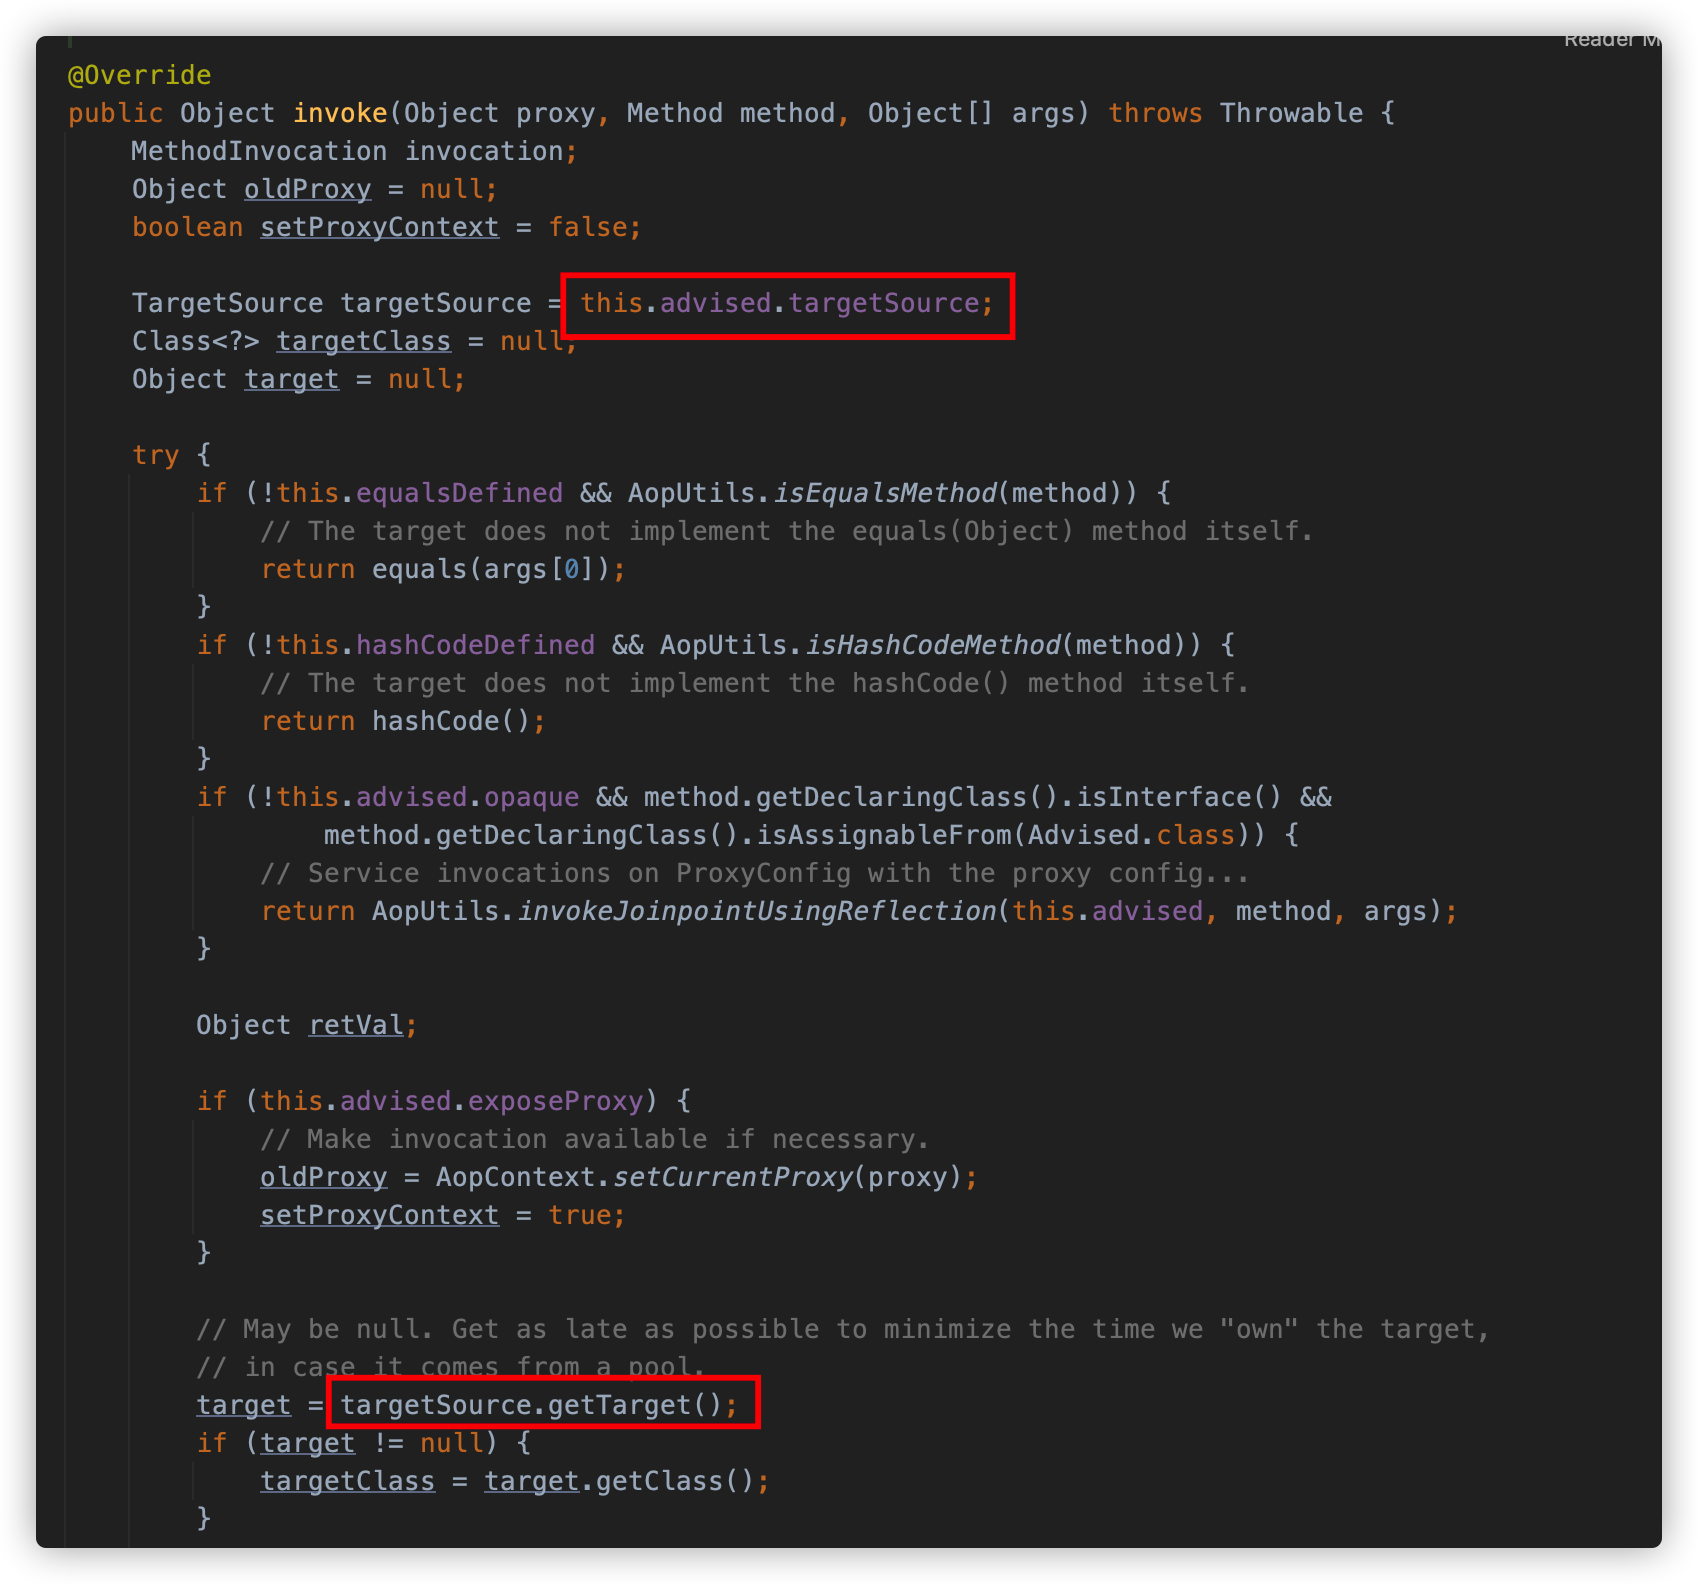 Reader M
@Override
public Object invoke(Object proxy, Method method, Object[] args) throws Throwable {
MethodInvocation invocation;
Object oldProxy = null;
boolean setProxyContext = false;
TargetSource targetSource = this.advised.targetSource;
Class<?> targetClass = null;
Object target = null;
try {
if (!this.equalsDefined && AopUtils.isEqualsMethod(method)) {
// The target does not implement the equals(Object) method itself.
return equals(args[0]);
}
if (!this.hashCodeDefined && AopUtils.isHashCodeMethod(method)) {
// The target does not implement the hashCode() method itself.
return hashCode();
}
if (!this.advised.opaque && method.getDeclaringClass().isInterface() &&
method.getDeclaringClass().isAssignableFrom(Advised.class)) {
// Service invocations on ProxyConfig with the proxy config...
return AopUtils.invokeJoinpointUsingReflection(this.advised, method, args);
}
Object retVal;
if (this.advised.exposeProxy) {
// Make invocation available if necessary.
oldProxy = AopContext.setCurrentProxy(proxy);
setProxyContext = true;
}
// May be null. Get as late as possible to minimize the time we "own" the target,
// in case it comes from a pool.
target = targetSource.getTarget();
if (target != null) {
targetClass = target.getClass();
}